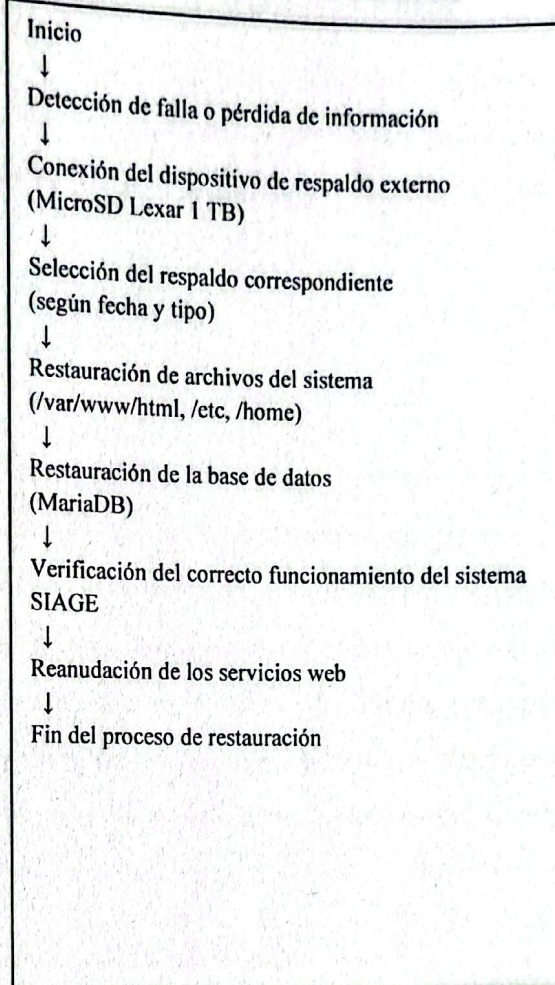 Inicio
↓
Detección de falla o pérdida de información
↓
Conexión del dispositivo de respaldo externo
(MicroSD Lexar 1 TB)
↓
Selección del respaldo correspondiente
(según fecha y tipo)
↓
Restauración de archivos del sistema
(/var/www/html, /etc, /home)
↓
Restauración de la base de datos
(MariaDB)
↓
Verificación del correcto funcionamiento del sistema
SIAGE
↓
Reanudación de los servicios web
↓
Fin del proceso de restauración